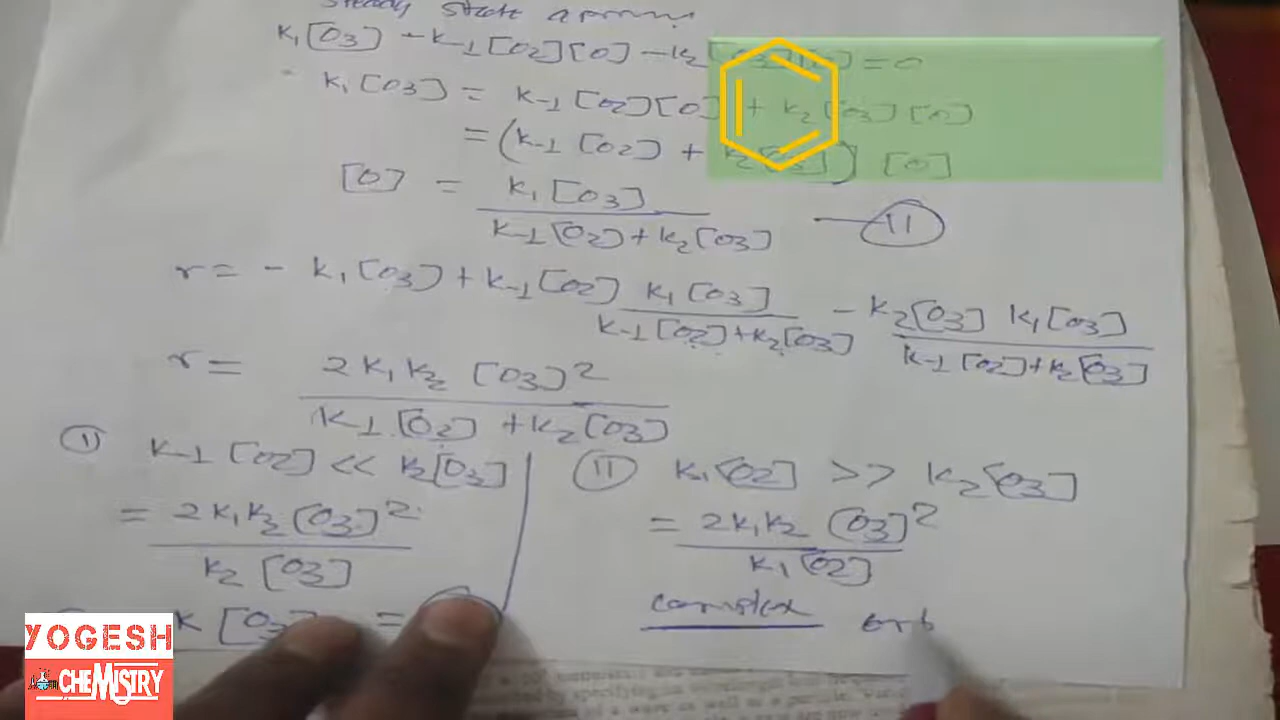 steady state
k₁[O3] - k-1[O2][O] - k2[O3][O] = 0
k₁[O3] = k-1[O2][O] + k2[O3][O]
= (k-1[O2] + k2[O3]) [O]
[O] = k₁[O3] / k-1[O2]+k2[O3] — II
r = - k₁[O3] + k-1[O2] k₁[O3] / k-1[O2]+k2[O3] - k2[O3] k₁[O3] / k-1[O2]+k2[O3]
r = 2k₁k2 [O3]² / k-1[O2] + k2[O3]
I k-1[O2] << k2[O3]
= 2k₁k2[O3]² / k2[O3]
k[O3] =
II k₁[O2] >> k2[O3]
= 2k₁k2 [O3]² / k₁[O2]
complex
YOGESH
CHEMISTRY